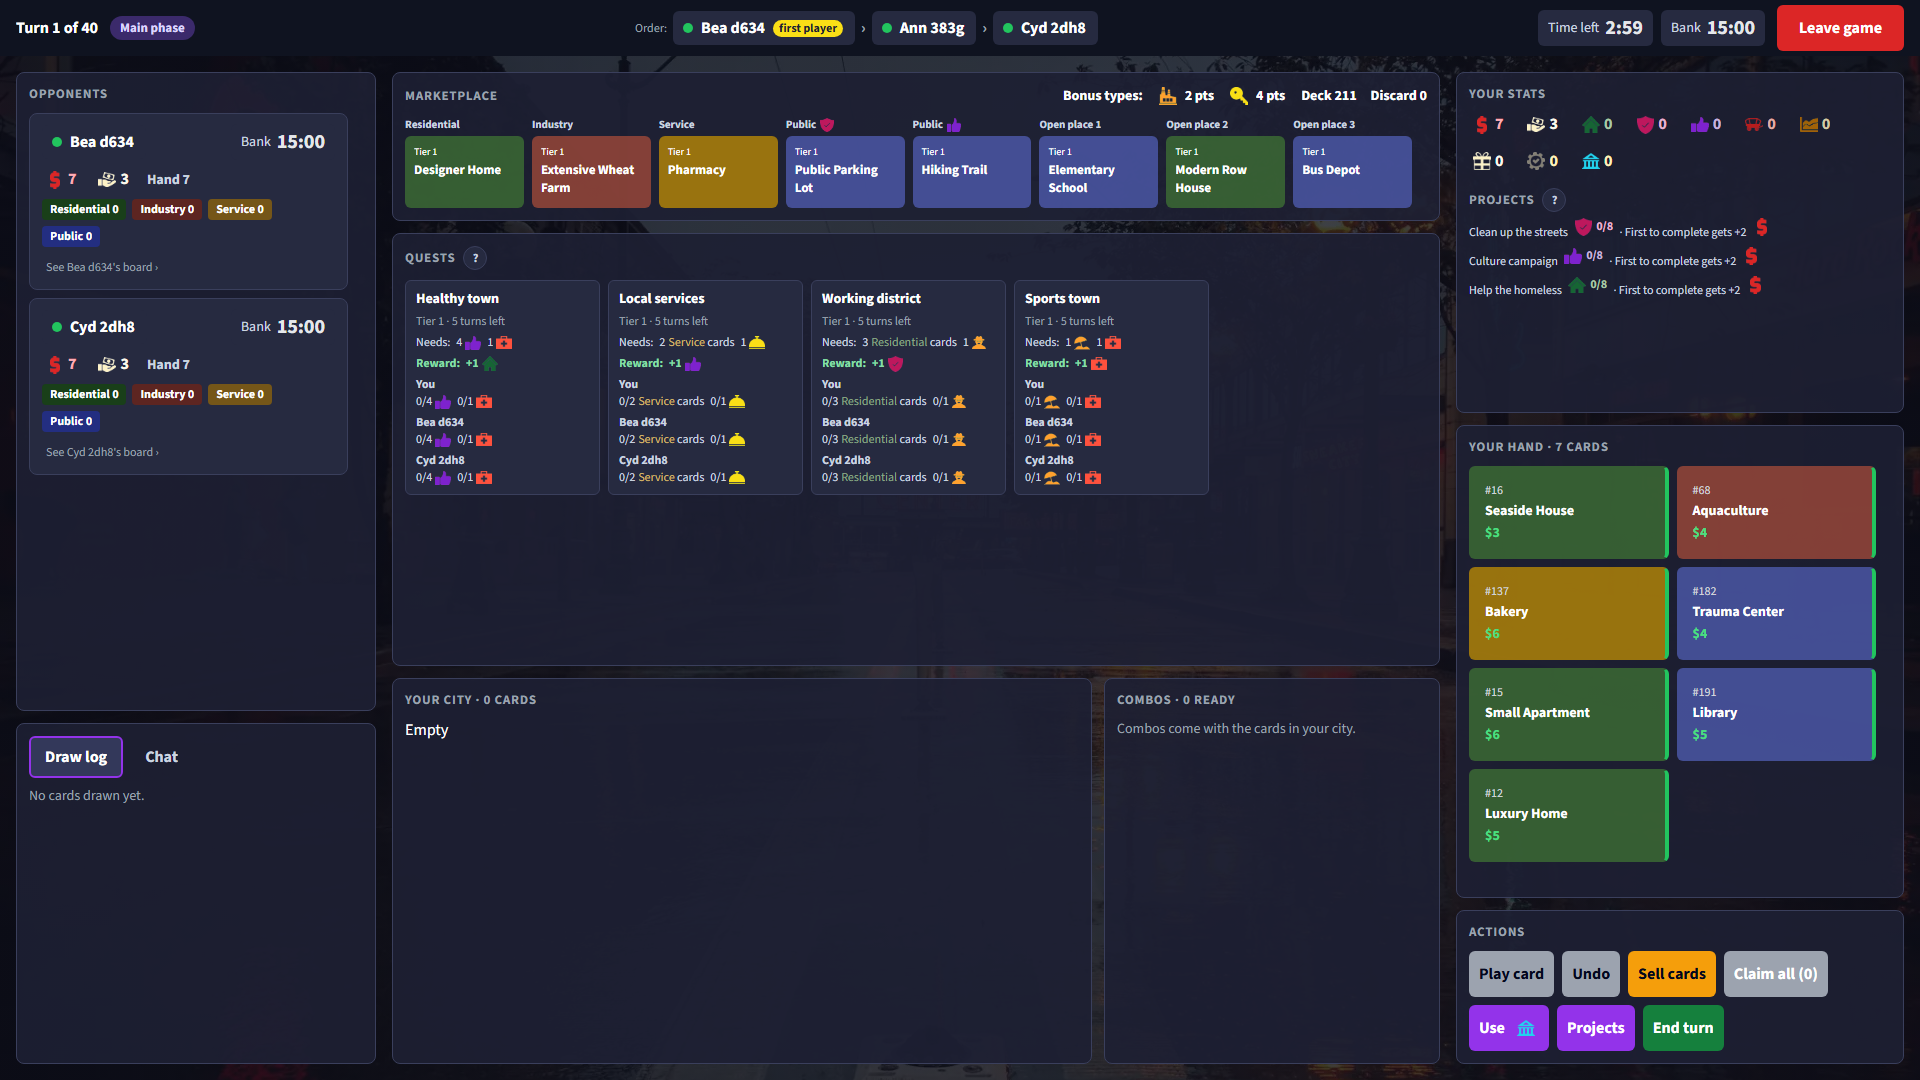 Turn 1 of 40 Main phase
Order: Bea d634 first player › Ann 383g › Cyd 2dh8
Time left 2:59 Bank 15:00 Leave game
OPPONENTS
Bea d634 Bank 15:00
7 3 Hand 7
Residential 0 Industry 0 Service 0
Public 0
See Bea d634's board ›
Cyd 2dh8 Bank 15:00
7 3 Hand 7
Residential 0 Industry 0 Service 0
Public 0
See Cyd 2dh8's board ›
Draw log Chat
No cards drawn yet.
MARKETPLACE
Bonus types: 2 pts 4 pts Deck 211 Discard 0
Residential Industry Service Public Public Open place 1 Open place 2 Open place 3
Tier 1
Designer Home
Tier 1
Extensive Wheat
Farm
Tier 1
Pharmacy
Tier 1
Public Parking
Lot
Tier 1
Hiking Trail
Tier 1
Elementary
School
Tier 1
Modern Row
House
Tier 1
Bus Depot
QUESTS ?
Healthy town
Tier 1 · 5 turns left
Needs: 4 1
Reward: +1
You
0/4 0/1
Bea d634
0/4 0/1
Cyd 2dh8
0/4 0/1
Local services
Tier 1 · 5 turns left
Needs: 2 Service cards 1
Reward: +1
You
0/2 Service cards 0/1
Bea d634
0/2 Service cards 0/1
Cyd 2dh8
0/2 Service cards 0/1
Working district
Tier 1 · 5 turns left
Needs: 3 Residential cards 1
Reward: +1
You
0/3 Residential cards 0/1
Bea d634
0/3 Residential cards 0/1
Cyd 2dh8
0/3 Residential cards 0/1
Sports town
Tier 1 · 5 turns left
Needs: 1 1
Reward: +1
You
0/1 0/1
Bea d634
0/1 0/1
Cyd 2dh8
0/1 0/1
YOUR CITY · 0 CARDS
Empty
COMBOS · 0 READY
Combos come with the cards in your city.
YOUR STATS
7 3 0 0 0 0 0
0 0 0
PROJECTS ?
Clean up the streets 0/8 · First to complete gets +2
Culture campaign 0/8 · First to complete gets +2
Help the homeless 0/8 · First to complete gets +2
YOUR HAND · 7 CARDS
#16
Seaside House
$3
#68
Aquaculture
$4
#137
Bakery
$6
#182
Trauma Center
$4
#15
Small Apartment
$6
#191
Library
$5
#12
Luxury Home
$5
ACTIONS
Play card Undo Sell cards Claim all (0)
Use Projects End turn